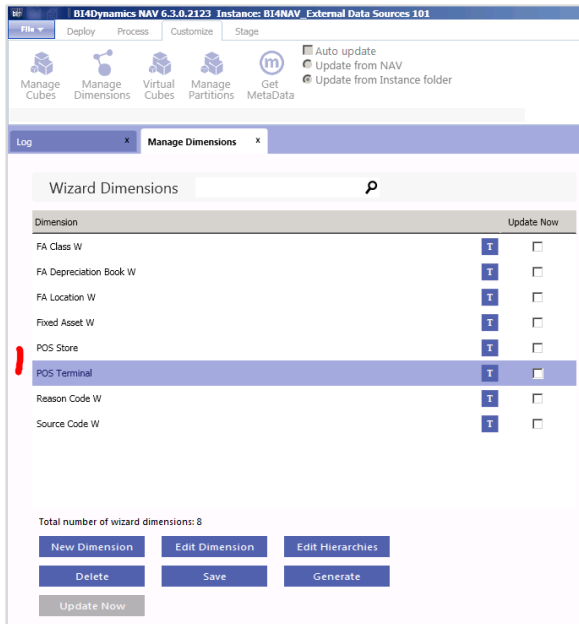 BI4Dynamics NAV 6.3.0.2123 Instance: BI4NAV_External Data Sources 101
File Deploy Process Customize Stage
Manage Cubes
Manage Dimensions
Virtual Cubes
Manage Partitions
Get MetaData
Auto update
Update from NAV
Update from Instance folder
Log x Manage Dimensions x
Wizard Dimensions
Dimension Update Now
FA Class W T
FA Depreciation Book W T
FA Location W T
Fixed Asset W T
POS Store T
POS Terminal T
Reason Code W T
Source Code W T
Total number of wizard dimensions: 8
New Dimension Edit Dimension Edit Hierarchies
Delete Save Generate
Update Now